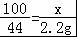 100/44 = x/2.2g